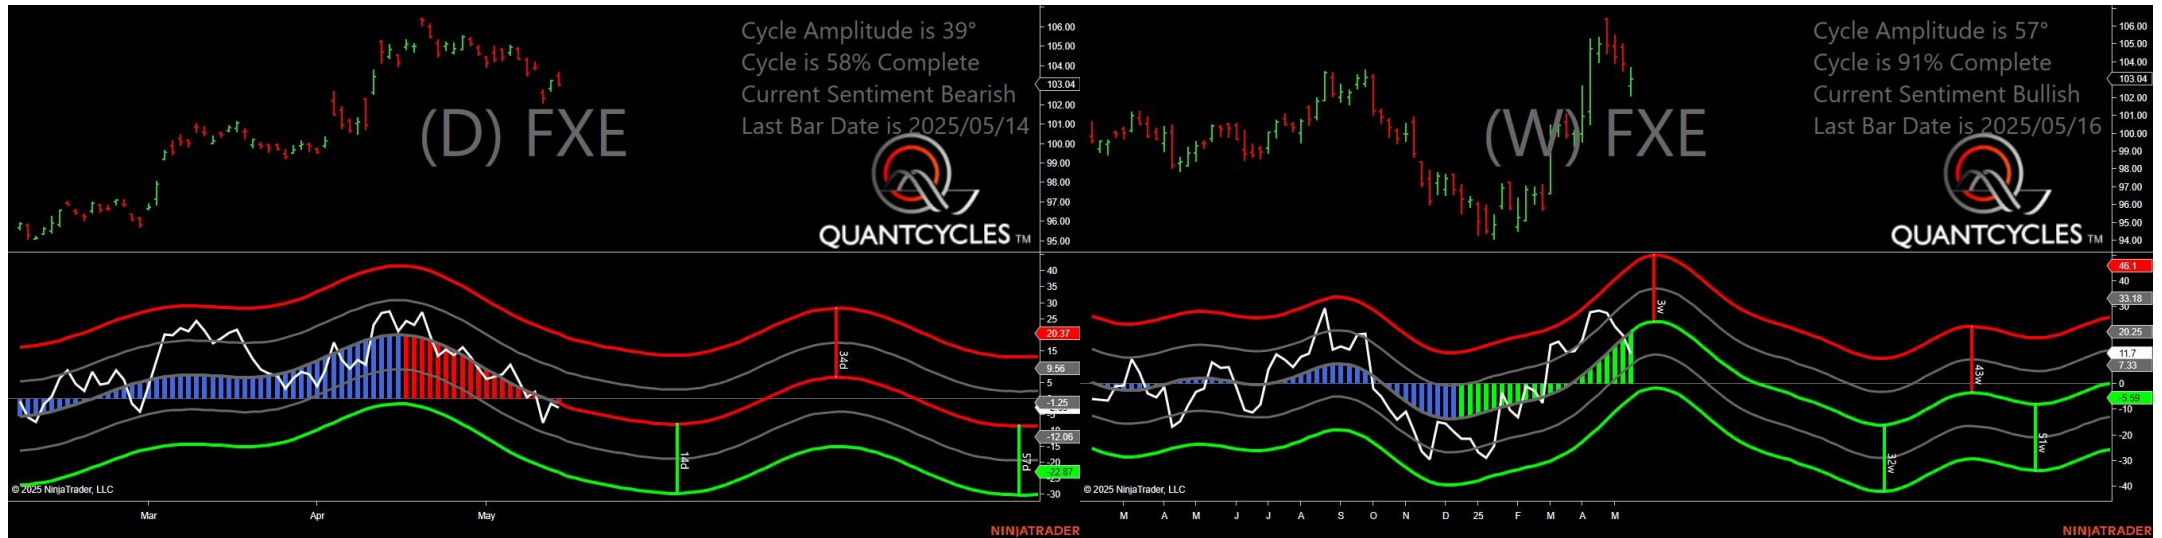 Cycle Amplitude is 39°
Cycle is 58% Complete
Current Sentiment Bearish
Last Bar Date is 2025/05/14
(D) FXE
QUANTCYCLES TM
106.00
105.00
104.00
103.04
102.00
101.00
100.00
99.00
98.00
97.00
96.00
95.00
40
35
30
25
20.37
15
9.56
5
-1.25
-5
-12.06
-15
-22.87
-30
34d
14d
57d
© 2025 NinjaTrader, LLC
Mar Apr May
NINJATRADER
Cycle Amplitude is 57°
Cycle is 91% Complete
Current Sentiment Bullish
Last Bar Date is 2025/05/16
(W) FXE
QUANTCYCLES TM
106.00
105.00
104.00
103.04
102.00
101.00
100.00
99.00
98.00
97.00
96.00
95.00
94.00
46.1
40
33.18
30
20.25
11.7
7.33
0
-5.59
-10
-20
-30
-40
3w
43w
32w
51w
© 2025 NinjaTrader, LLC
M A M J J A S O N D 25 F M A M
NINJATRADER